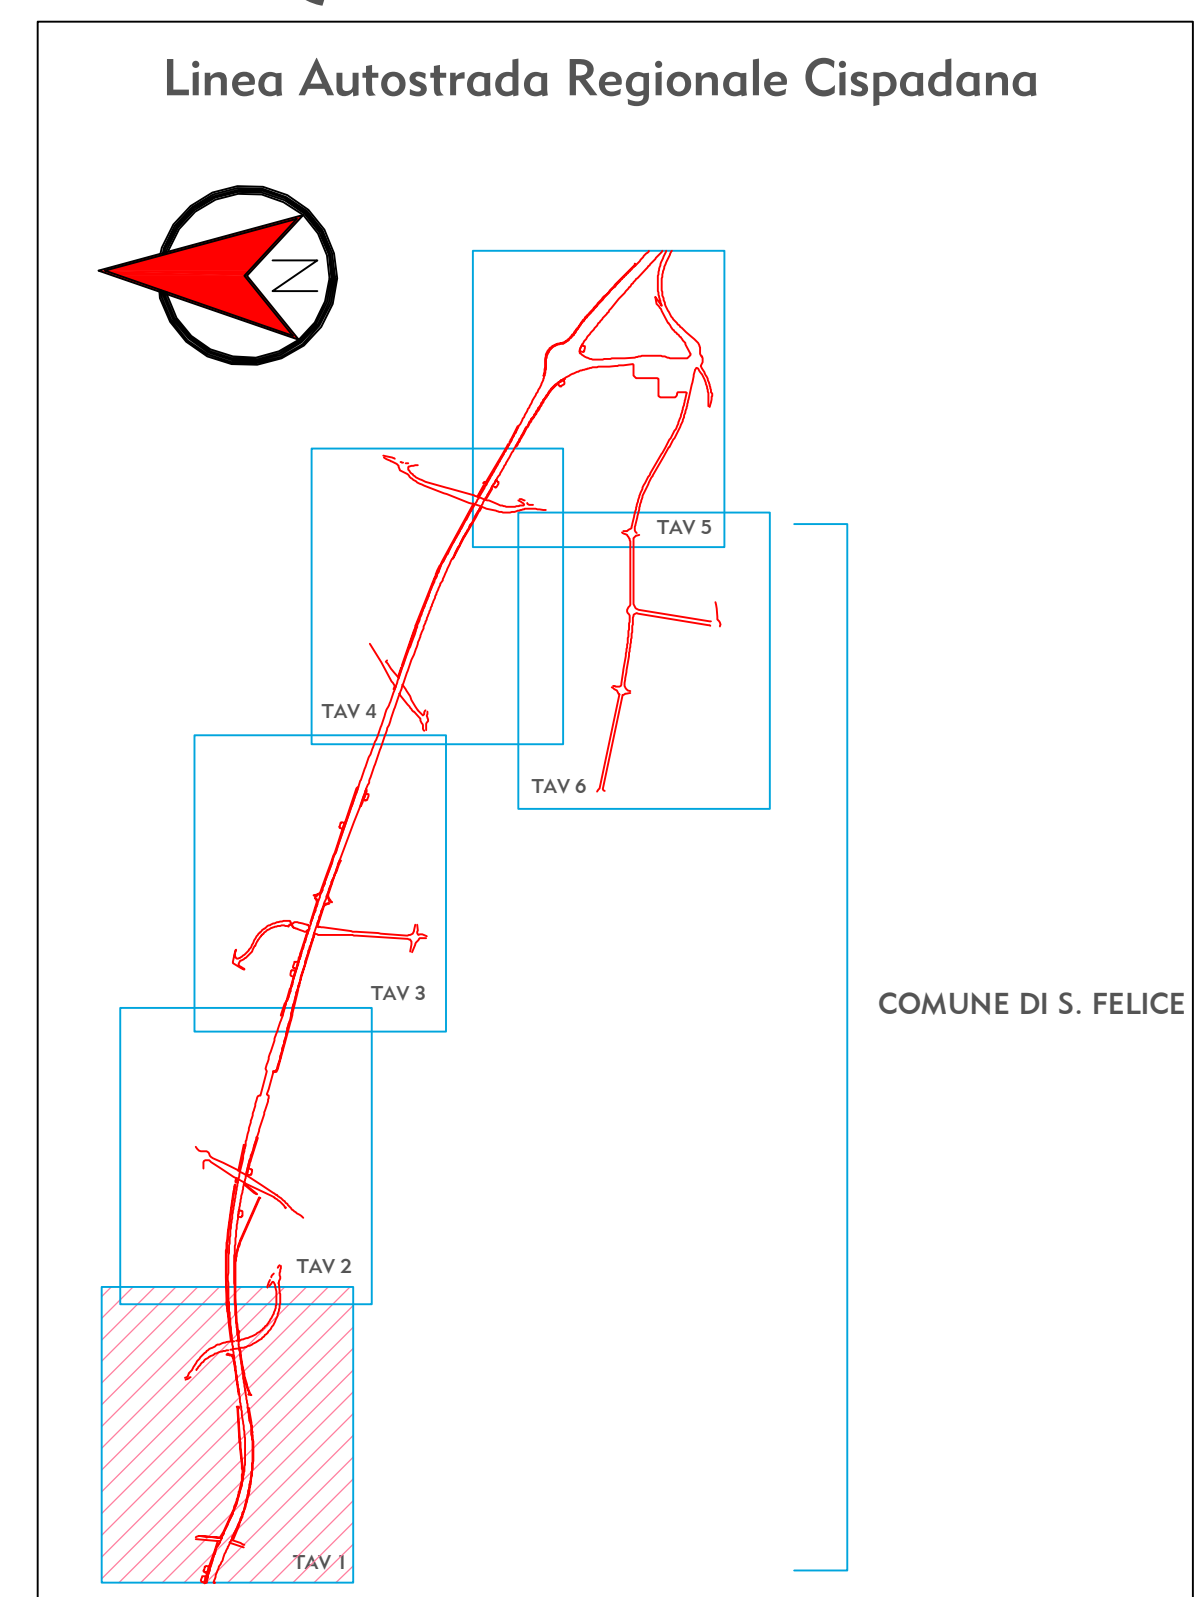 Linea Autostrada Regionale Cispadana
N
TAV 5
TAV 4
TAV 6
TAV 3
COMUNE DI S. FELICE
TAV 2
TAV 1